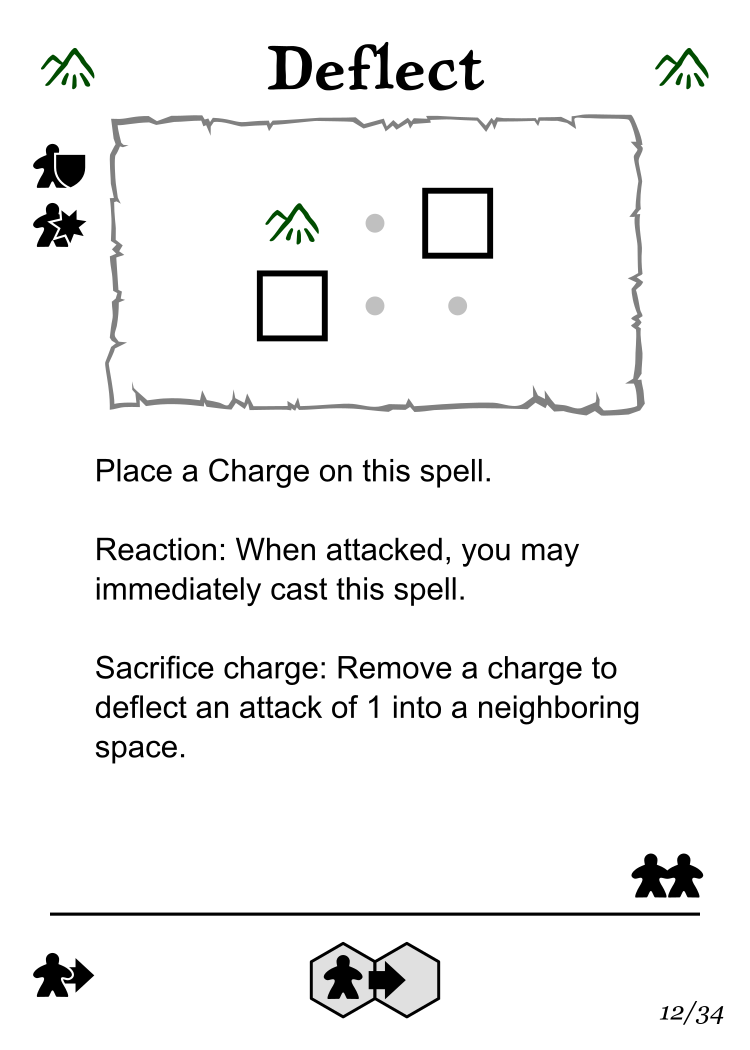 Deflect
Place a Charge on this spell.
Reaction: When attacked, you may
immediately cast this spell.
Sacrifice charge: Remove a charge to
deflect an attack of 1 into a neighboring
space.
12/34